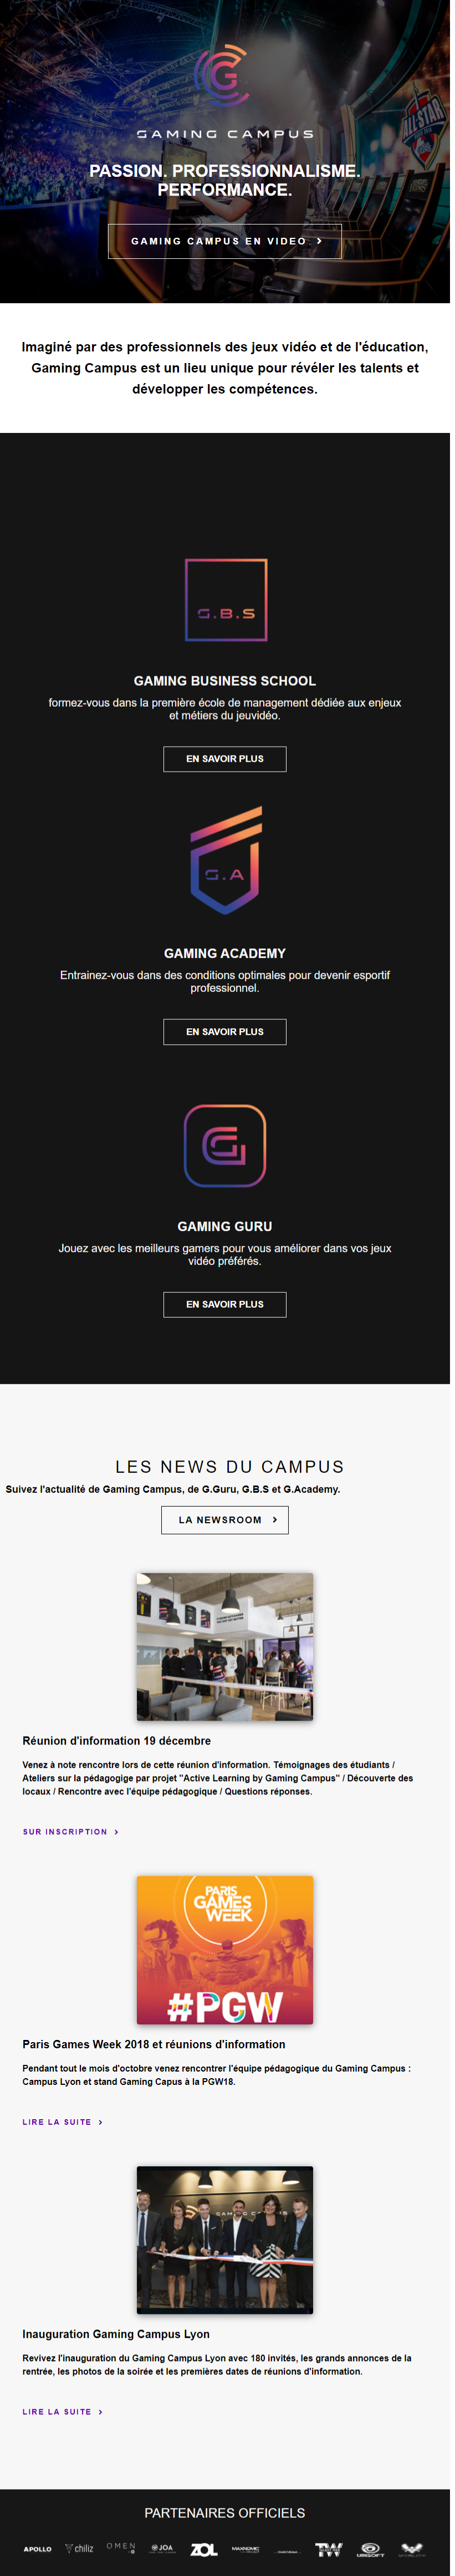 GAMING CAMPUS
PASSION. PROFESSIONNALISME.
PERFORMANCE.
GAMING CAMPUS EN VIDEO
Imaginé par des professionnels des jeux vidéo et de l'éducation,
Gaming Campus est un lieu unique pour révéler les talents et
développer les compétences.
G.B.S
GAMING BUSINESS SCHOOL
formez-vous dans la première école de management dédiée aux enjeux
et métiers du jeuvidéo.
EN SAVOIR PLUS
G.A
GAMING ACADEMY
Entrainez-vous dans des conditions optimales pour devenir esportif
professionnel.
EN SAVOIR PLUS
GAMING GURU
Jouez avec les meilleurs gamers pour vous améliorer dans vos jeux
vidéo préférés.
EN SAVOIR PLUS
LES NEWS DU CAMPUS
Suivez l'actualité de Gaming Campus, de G.Guru, G.B.S et G.Academy.
LA NEWSROOM
Réunion d'information 19 décembre
Venez à note rencontre lors de cette réunion d'information. Témoignages des étudiants /
Ateliers sur la pédagogige par projet "Active Learning by Gaming Campus" / Découverte des
locaux / Rencontre avec l'équipe pédagogique / Questions réponses.
SUR INSCRIPTION
PARIS
GAMES
WEEK
#PGW
Paris Games Week 2018 et réunions d'information
Pendant tout le mois d'octobre venez rencontrer l'équipe pédagogique du Gaming Campus :
Campus Lyon et stand Gaming Capus à la PGW18.
LIRE LA SUITE
GAMING CAMPUS
Inauguration Gaming Campus Lyon
Revivez l'inauguration du Gaming Campus Lyon avec 180 invités, les grands annonces de la
rentrée, les photos de la soirée et les premières dates de réunions d'information.
LIRE LA SUITE
PARTENAIRES OFFICIELS
APOLLO chiliz OMEN JOA ZQL MAXNOMIC TW UBISOFT